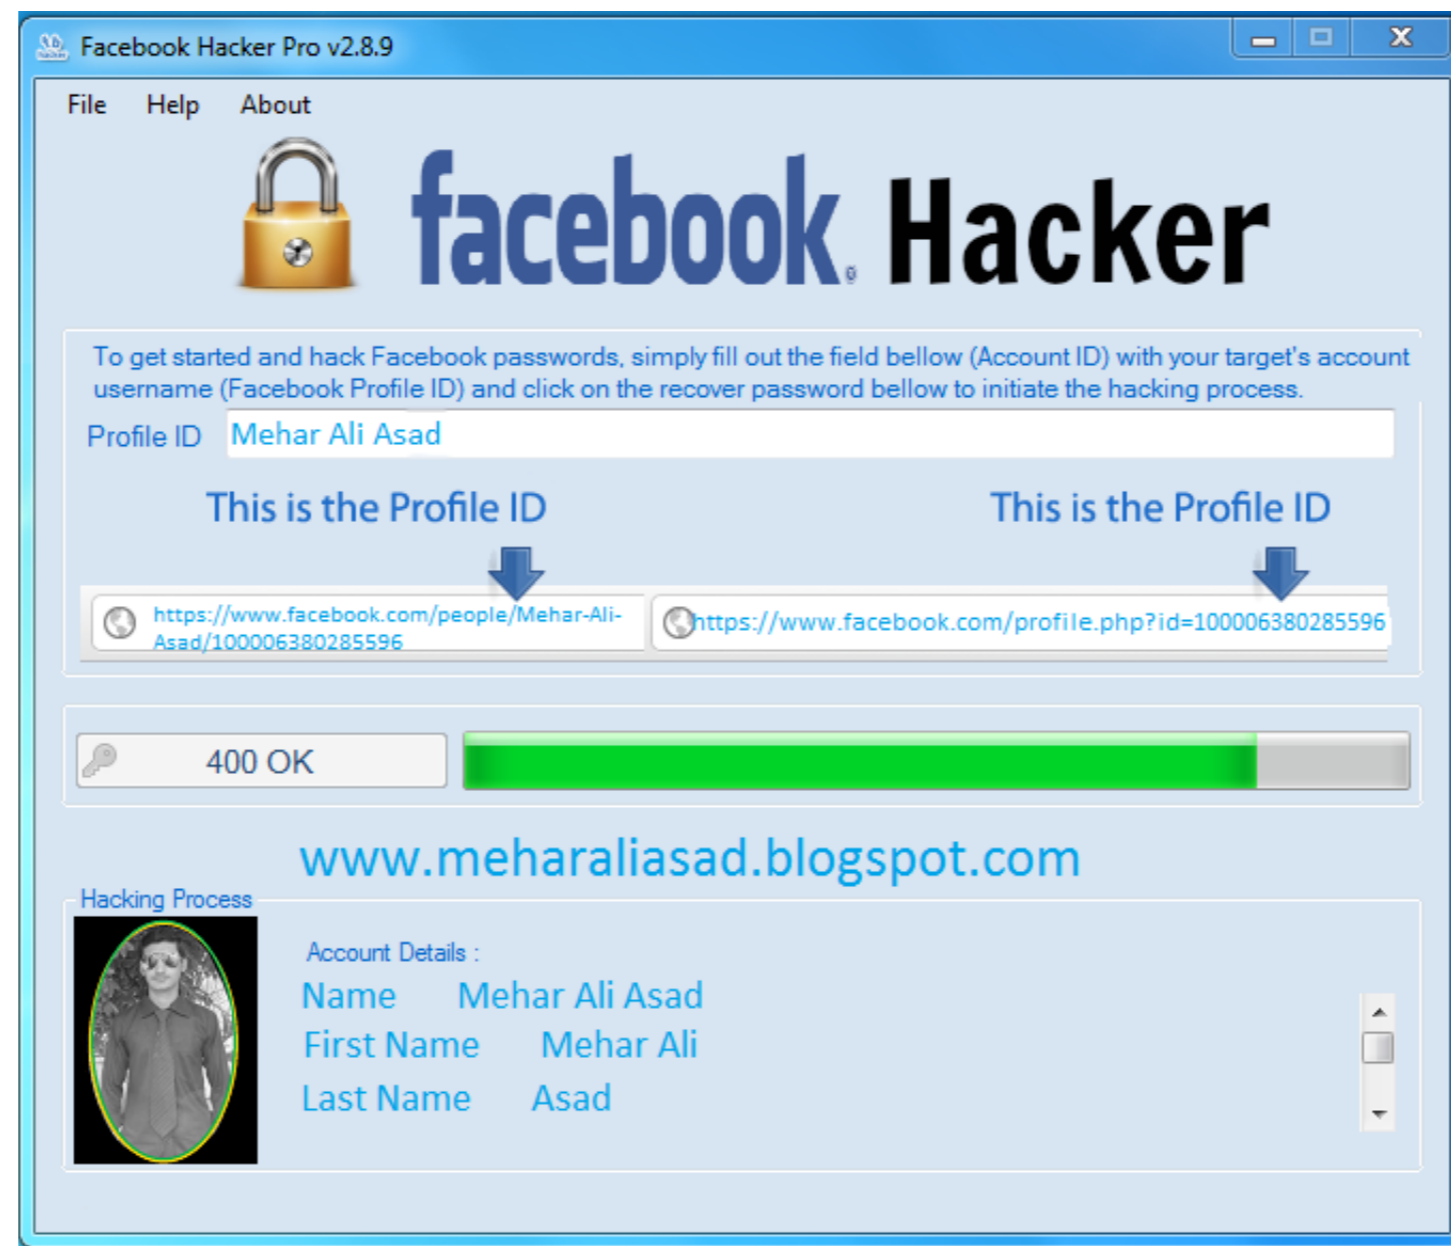 Facebook Hacker Pro v2.8.9
File Help About
facebook® Hacker
To get started and hack Facebook passwords, simply fill out the field bellow (Account ID) with your target's account
username (Facebook Profile ID) and click on the recover password bellow to initiate the hacking process.
Profile ID Mehar Ali Asad
This is the Profile ID This is the Profile ID
https://www.facebook.com/people/Mehar-Ali-
Asad/100006380285596
https://www.facebook.com/profile.php?id=100006380285596
400 OK
www.meharaliasad.blogspot.com
Hacking Process
Account Details :
Name Mehar Ali Asad
First Name Mehar Ali
Last Name Asad